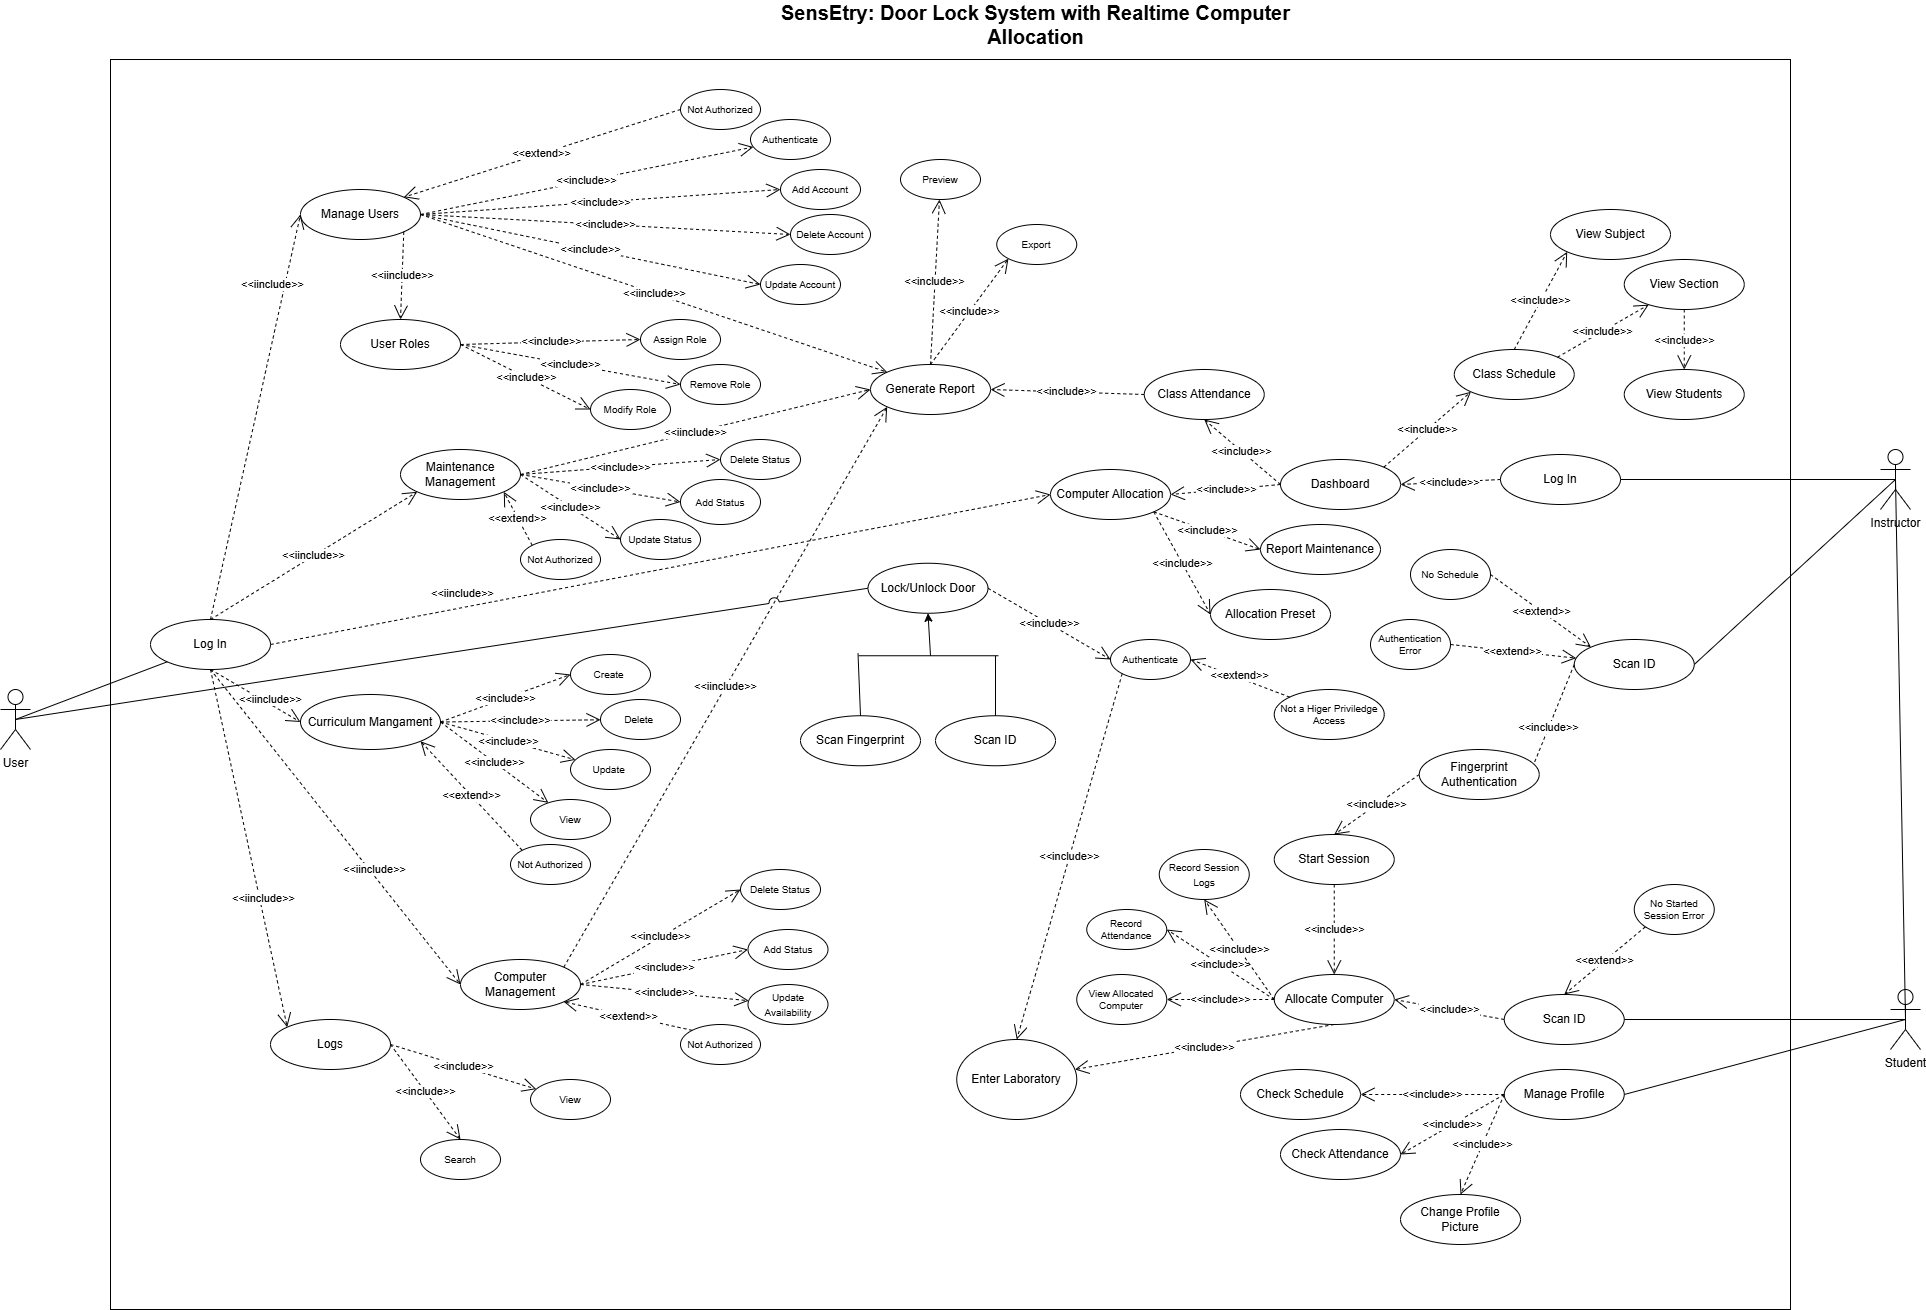 SensEtry: Door Lock System with Realtime Computer
Allocation
Not Authorized
Authenticate
<<extend>>
<<include>>
Add Account
<<include>>
Manage Users
<<include>>
Delete Account
<<include>>
Update Account
<<iinclude>>
<<iinclude>>
<<iinclude>>
Preview
Export
<<include>>
<<include>>
View Subject
View Section
<<include>>
<<include>>
<<include>>
User Roles
<<include>>
Assign Role
<<include>>
Remove Role
<<include>>
Modify Role
Generate Report
<<include>>
Class Attendance
Class Schedule
View Students
<<iinclude>>
<<include>>
<<include>>
Maintenance
Management
<<include>>
Delete Status
<<include>>
Add Status
<<include>>
Update Status
<<extend>>
Not Authorized
<<iinclude>>
<<iinclude>>
Computer Allocation
<<include>>
Dashboard
<<include>>
Log In
Instructor
<<include>>
Report Maintenance
<<include>>
Allocation Preset
No Schedule
<<extend>>
Authentication
Error
<<extend>>
Scan ID
Lock/Unlock Door
<<include>>
Authenticate
<<extend>>
Not a Higer Priviledge
Access
Scan Fingerprint
Scan ID
<<include>>
Log In
User
<<iinclude>>
Curriculum Mangament
<<include>>
Create
<<include>>
Delete
<<include>>
Update
<<include>>
View
<<extend>>
Not Authorized
<<iinclude>>
Fingerprint
Authentication
<<include>>
Start Session
<<include>>
<<iinclude>>
<<iinclude>>
Record Session
Logs
Record
Attendance
<<include>>
<<include>>
<<include>>
View Allocated
Computer
<<include>>
Allocate Computer
No Started
Session Error
<<extend>>
<<include>>
Scan ID
Student
Computer
Management
<<include>>
Delete Status
<<include>>
Add Status
<<include>>
Update
Availability
<<extend>>
Not Authorized
Logs
<<include>>
View
<<include>>
Search
Enter Laboratory
<<include>>
Check Schedule
<<include>>
Manage Profile
<<include>>
Check Attendance
<<include>>
Change Profile
Picture